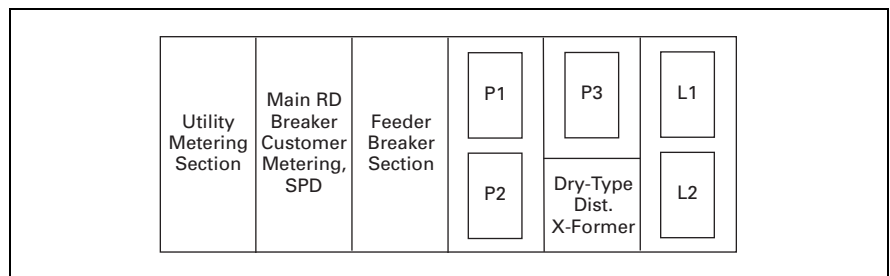 Utility
Metering
Section
Main RD
Breaker
Customer
Metering,
SPD
Feeder
Breaker
Section
P1
P2
P3
Dry-Type
Dist.
X-Former
L1
L2